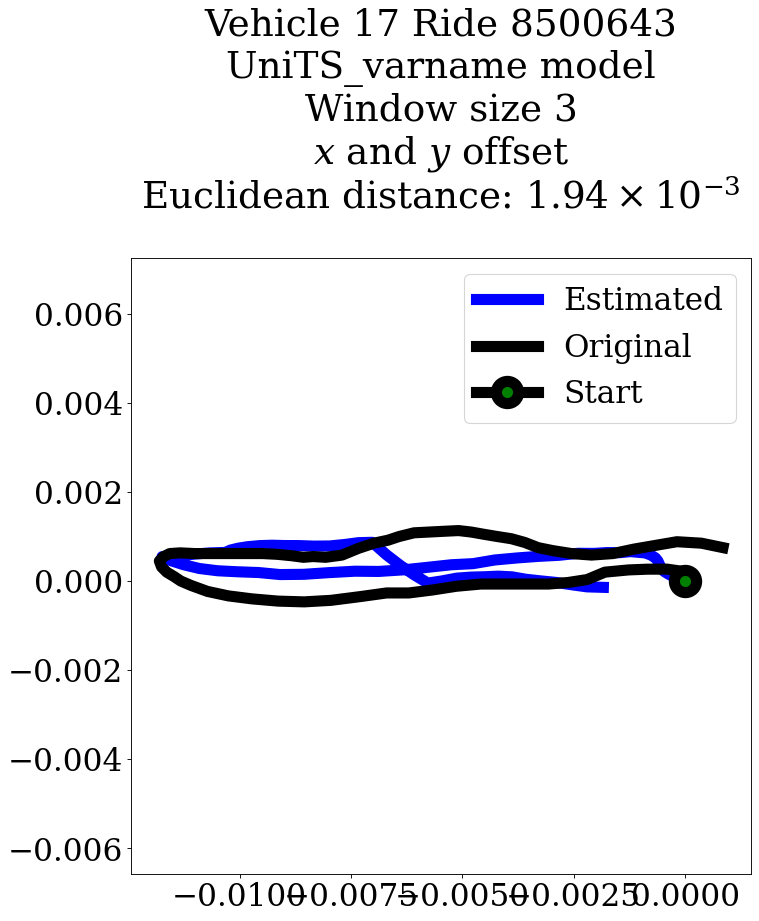 Vehicle 17 Ride 8500643
UniTS_varname model
Window size 3
x and y offset
Euclidean distance: 1.94 × 10⁻³
Estimated
Original
Start
0.006
0.004
0.002
0.000
−0.002
−0.004
−0.006
−0.0100
−0.0075
−0.0050
−0.0025
0.0000